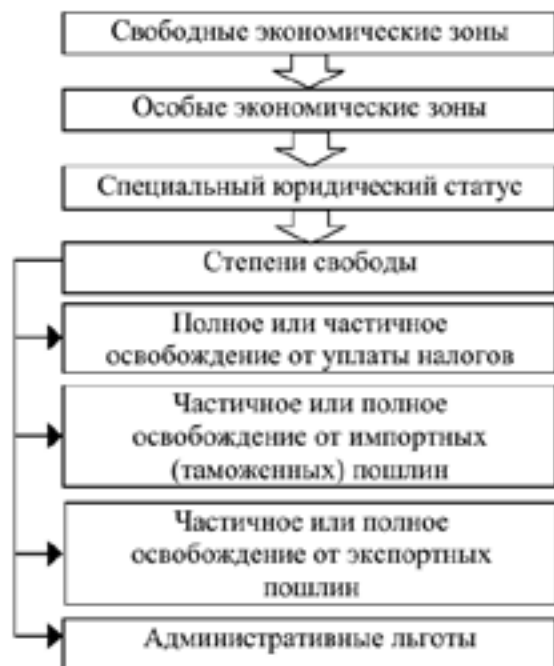 Свободные экономические зоны
Особые экономические зоны
Специальный юридический статус
Степени свободы
Полное или частичное
освобождение от уплаты налогов
Частичное или полное
освобождение от импортных
(таможенных) пошлин
Частичное или полное
освобождение от экспортных
пошлин
Административные льготы